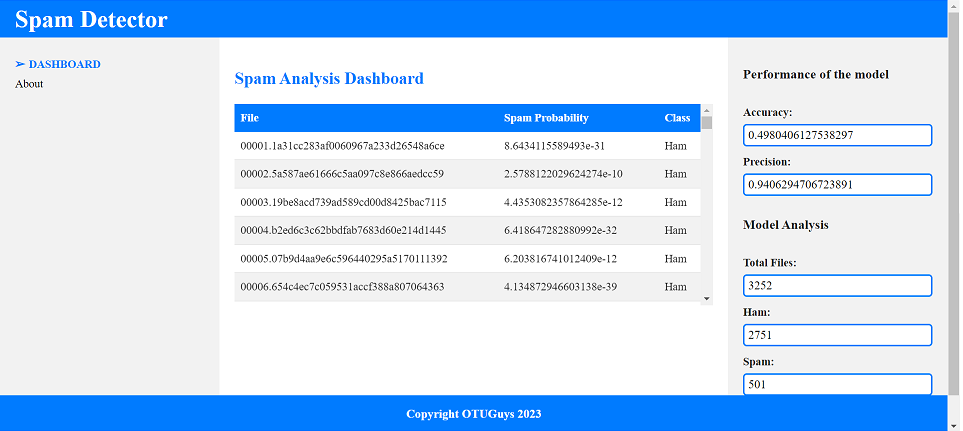 Spam Detector
➢ DASHBOARD
About
Spam Analysis Dashboard
File Spam Probability Class
00001.1a31cc283af0060967a233d26548a6ce 8.6434115589493e-31 Ham
00002.5a587ae61666c5aa097c8e866aedcc59 2.5788122029624274e-10 Ham
00003.19be8acd739ad589cd00d8425bac7115 4.4353082357864285e-12 Ham
00004.b2ed6c3c62bbdfab7683d60e214d1445 6.418647282880992e-32 Ham
00005.07b9d4aa9e6c596440295a5170111392 6.203816741012409e-12 Ham
00006.654c4ec7c059531accf388a807064363 4.134872946603138e-39 Ham
Performance of the model
Accuracy:
0.4980406127538297
Precision:
0.9406294706723891
Model Analysis
Total Files:
3252
Ham:
2751
Spam:
501
Copyright OTUGuys 2023